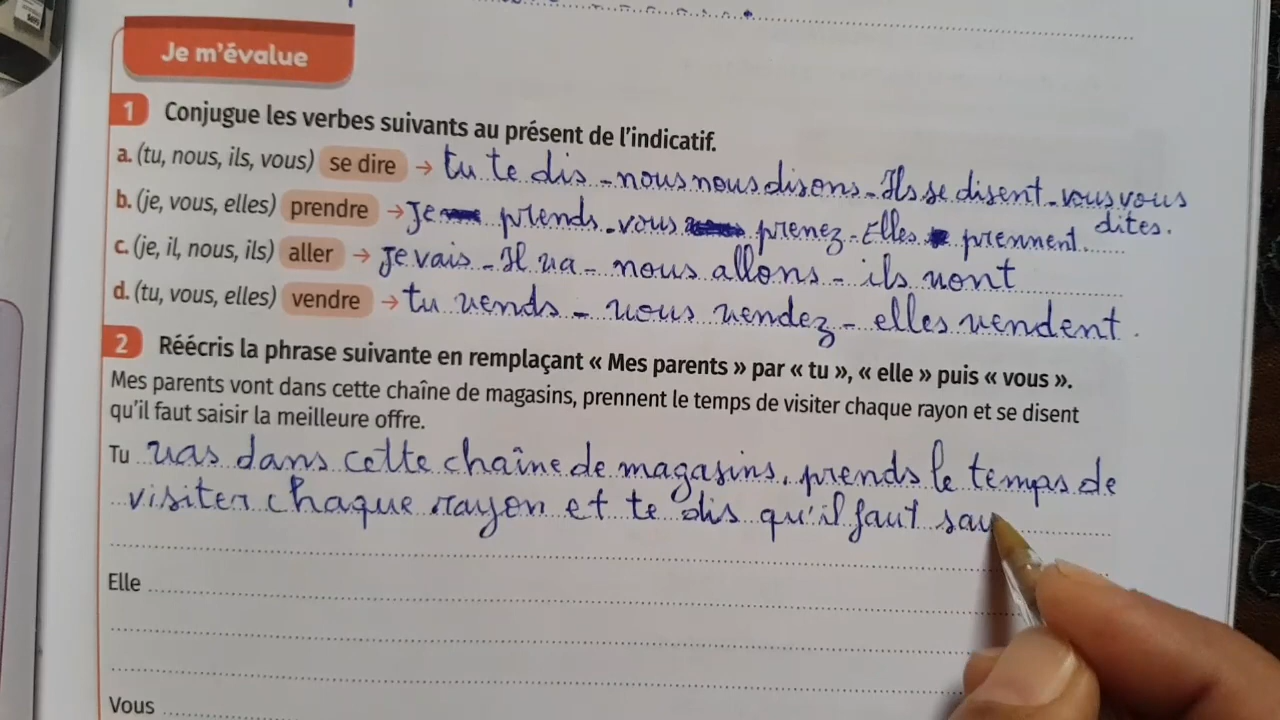 Je m'évalue
1 Conjugue les verbes suivants au présent de l'indicatif.
a. (tu, nous, ils, vous) se dire → tu te dis - nous nous disons - Ils se disent - vous vous
dites.
b. (je, vous, elles) prendre → Je prends - vous prenez - Elles prennent.
c. (je, il, nous, ils) aller → je vais - Il va - nous allons - ils vont
d. (tu, vous, elles) vendre → tu vends - vous vendez - elles vendent.
2 Réécris la phrase suivante en remplaçant « Mes parents » par « tu », « elle » puis « vous ».
Mes parents vont dans cette chaîne de magasins, prennent le temps de visiter chaque rayon et se disent
qu'il faut saisir la meilleure offre.
Tu vas dans cette chaîne de magasins, prends le temps de
visiter chaque rayon et te dis qu'il faut sai
Elle
Vous